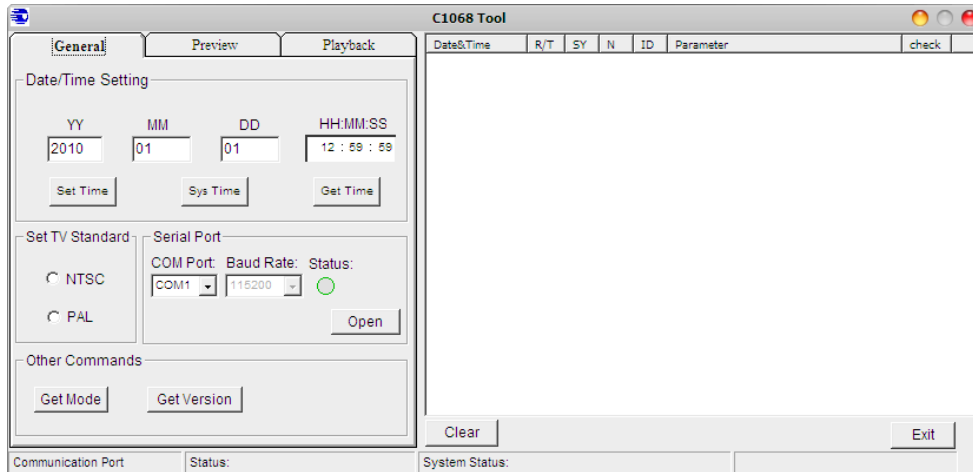 C1068 Tool
General Preview Playback
Date/Time Setting
YY MM DD HH:MM:SS
2010 01 01 12 : 59 : 59
Set Time Sys Time Get Time
Set TV Standard
NTSC
PAL
Serial Port
COM Port: Baud Rate: Status:
COM1 115200
Open
Other Commands
Get Mode Get Version
Date&Time R/T SY N ID Parameter check
Clear Exit
Communication Port Status: System Status: